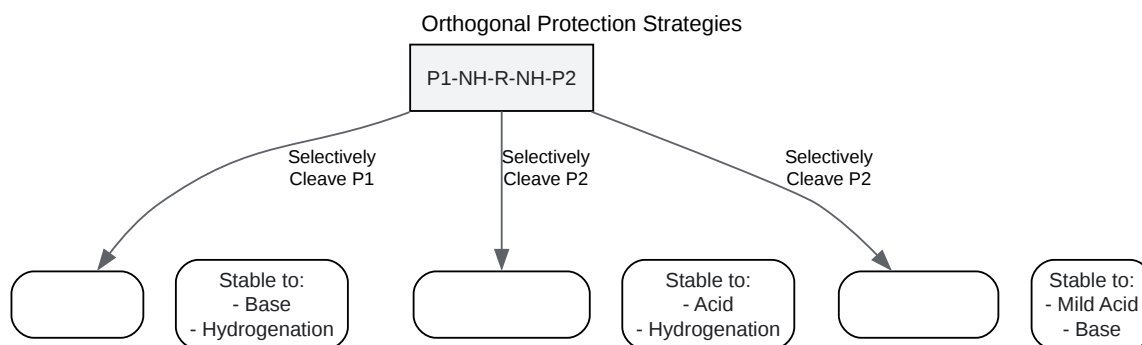 Orthogonal Protection Strategies
P1-NH-R-NH-P2
Selectively
Cleave P1
Selectively
Cleave P2
Selectively
Cleave P2
Stable to:
- Base
- Hydrogenation
Stable to:
- Acid
- Hydrogenation
Stable to:
- Mild Acid
- Base